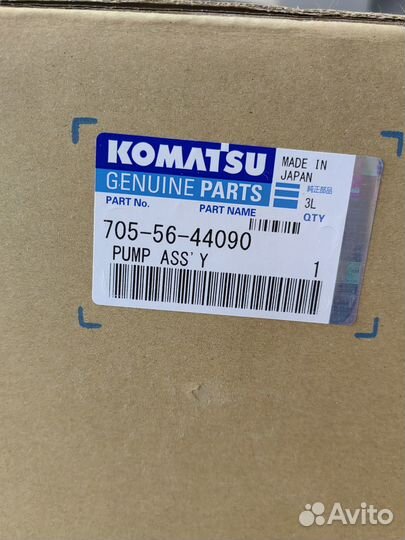 KOMATSU
MADE IN
JAPAN
GENUINE PARTS
純正部品
PART No.
PART NAME
3L
QTY
705-56-44090
PUMP ASS'Y
1
Avito